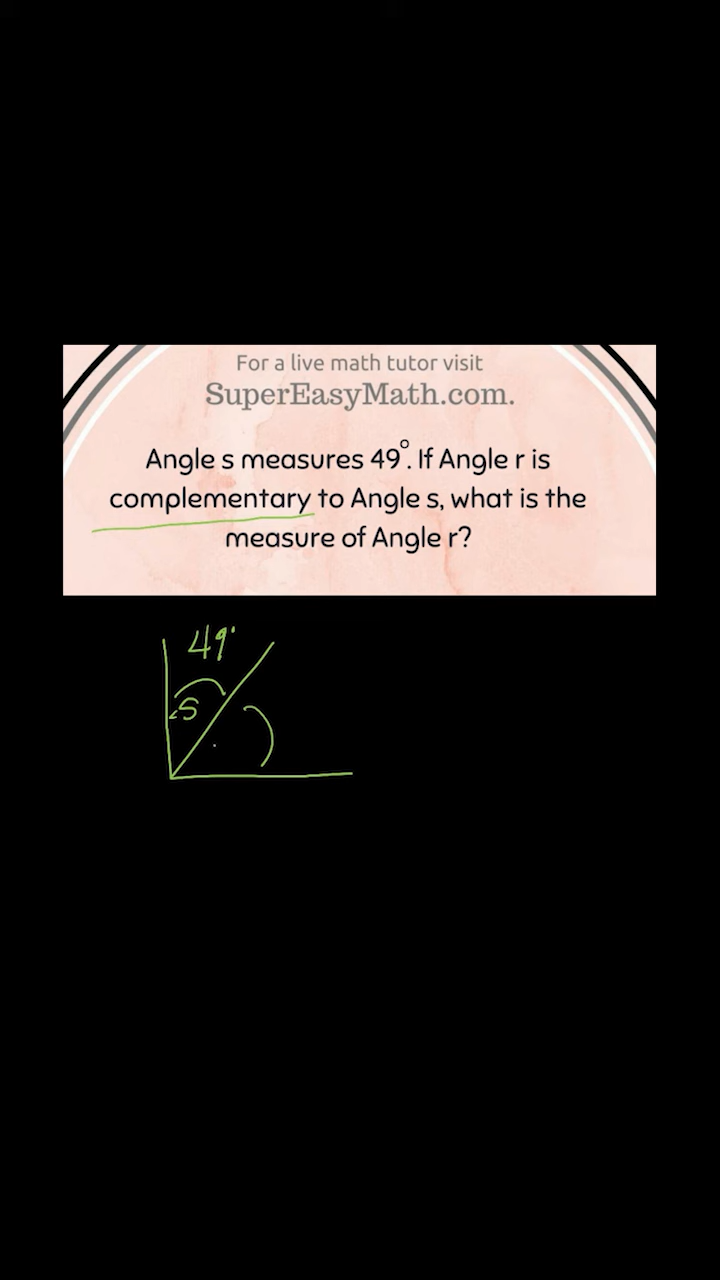 For a live math tutor visit
SuperEasyMath.com.
Angle s measures 49°. If Angle r is
complementary to Angle s, what is the
measure of Angle r?
49°
∠s